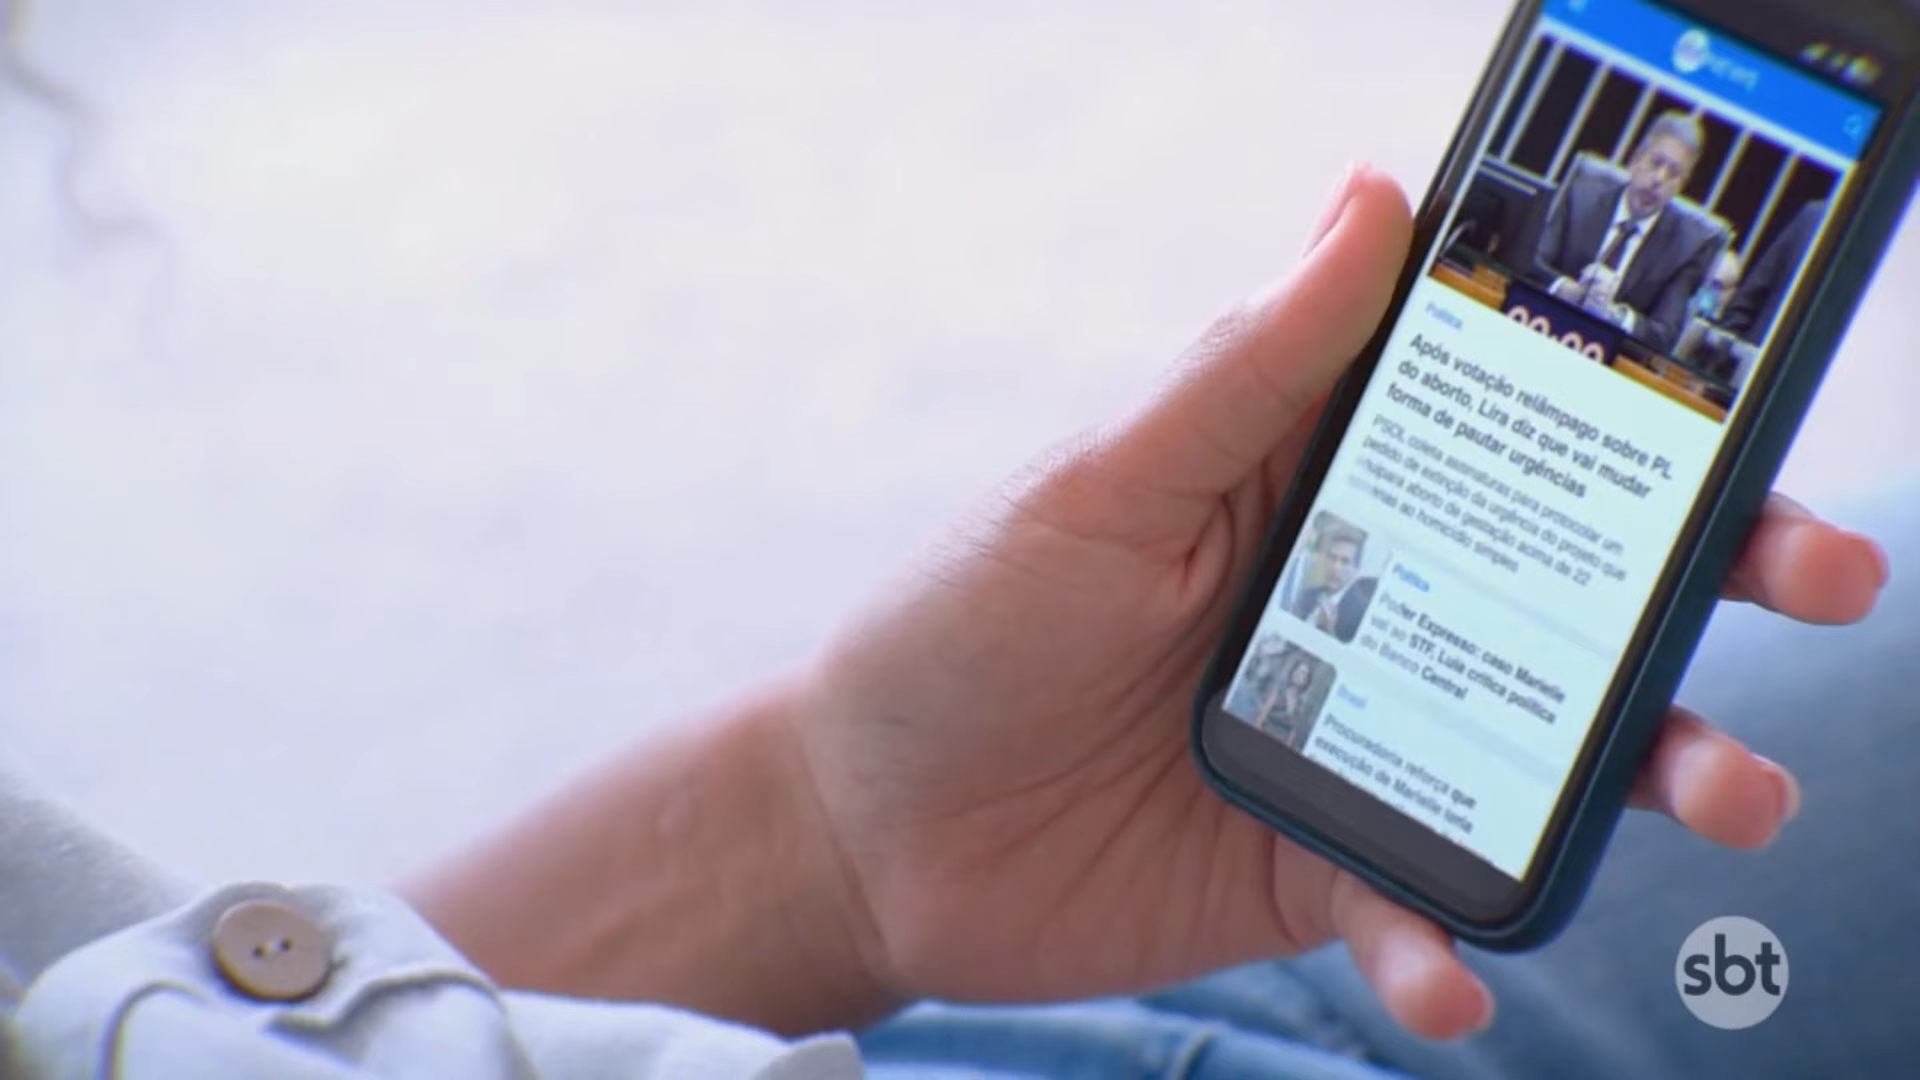 news
00:00
Política
Após votação relâmpago sobre PL
do aborto, Lira diz que vai mudar
forma de pautar urgências
PSOL coleta assinaturas para protocolar um
pedido de extinção da urgência do projeto que
equipara aborto de gestação acima de 22
semanas ao homicídio simples
Política
Poder Expresso: caso Marielle
vai ao STF, Lula critica política
do Banco Central
Brasil
Procuradoria reforça que
execução de Marielle teria
sbt